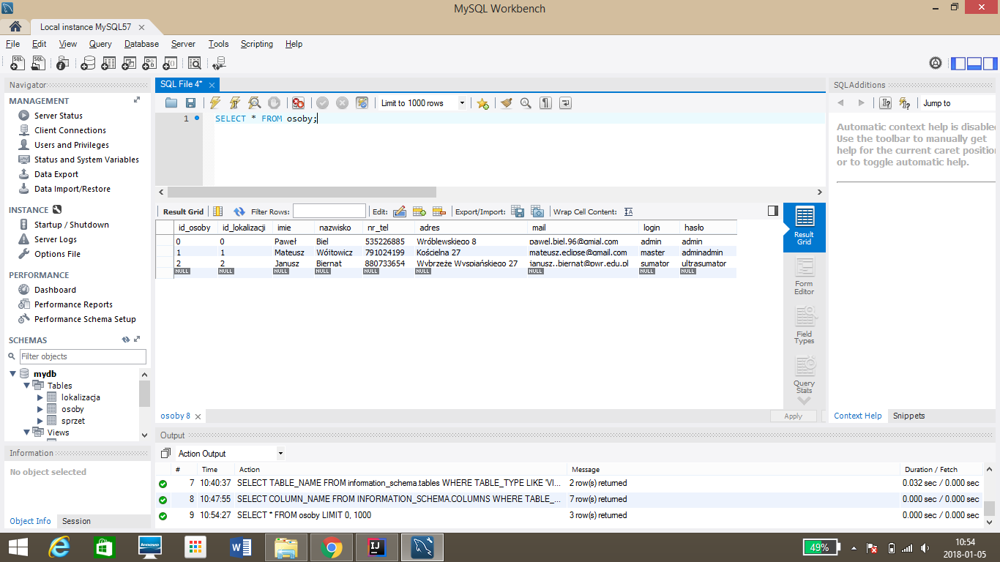 MySQL Workbench
Local instance MySQL57
File Edit View Query Database Server Tools Scripting Help
Navigator
MANAGEMENT
Server Status
Client Connections
Users and Privileges
Status and System Variables
Data Export
Data Import/Restore
INSTANCE
Startup / Shutdown
Server Logs
Options File
PERFORMANCE
Dashboard
Performance Reports
Performance Schema Setup
SCHEMAS
Filter objects
mydb
Tables
lokalizacja
osoby
sprzet
Views
Information
No object selected
Object Info Session
SQL File 4*
Limit to 1000 rows
1 SELECT * FROM osoby;
Result Grid Filter Rows: Edit: Export/Import: Wrap Cell Content:
id_osoby id_lokalizacji imie nazwisko nr_tel adres mail login hasło
0 0 Paweł Biel 535226885 Wróblewskiego 8 pawel.biel.96@gmial.com admin admin
1 1 Mateusz Wójtowicz 791024199 Kościelna 27 mateusz.eclipse@gmail.com master adminadmin
2 2 Janusz Biernat 880733654 Wybrzeże Wyspiańskiego 27 janusz..biernat@pwr.edu.pl sumator ultrasumator
NULL NULL NULL NULL NULL NULL NULL NULL NULL
Result
Grid
Form
Editor
Field
Types
Query
Stats
osoby 8
Apply
SQLAdditions
Jump to
Automatic context help is disable
Use the toolbar to manually get
help for the current caret position
or to toggle automatic help.
Context Help Snippets
Output
Action Output
# Time Action Message Duration / Fetch
7 10:40:37 SELECT TABLE_NAME FROM information_schema.tables WHERE TABLE_TYPE LIKE 'VI... 2 row(s) returned 0.032 sec / 0.000 sec
8 10:47:55 SELECT COLUMN_NAME FROM INFORMATION_SCHEMA.COLUMNS WHERE TABLE_... 7 row(s) returned 0.000 sec / 0.000 sec
9 10:54:27 SELECT * FROM osoby LIMIT 0, 1000 3 row(s) returned 0.000 sec / 0.000 sec
lenovo
49%
10:54
2018-01-05